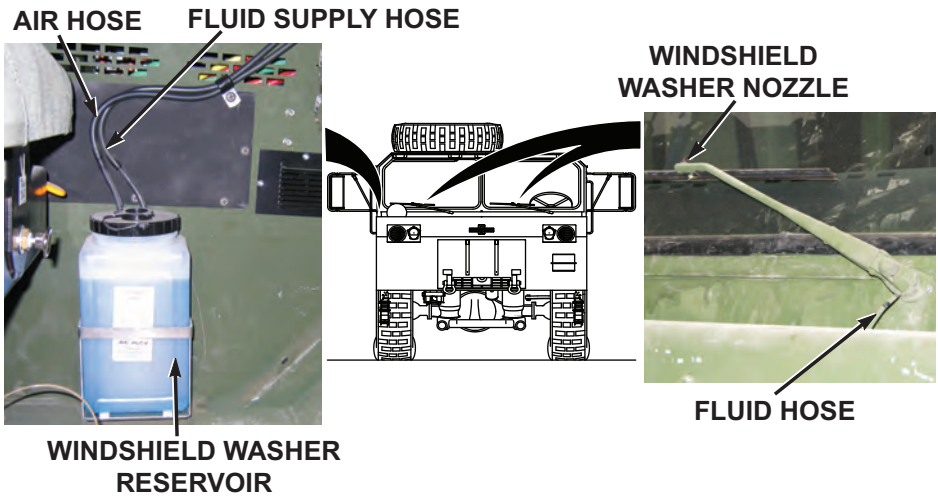 AIR HOSE
FLUID SUPPLY HOSE
WINDSHIELD WASHER
RESERVOIR
WINDSHIELD
WASHER NOZZLE
FLUID HOSE